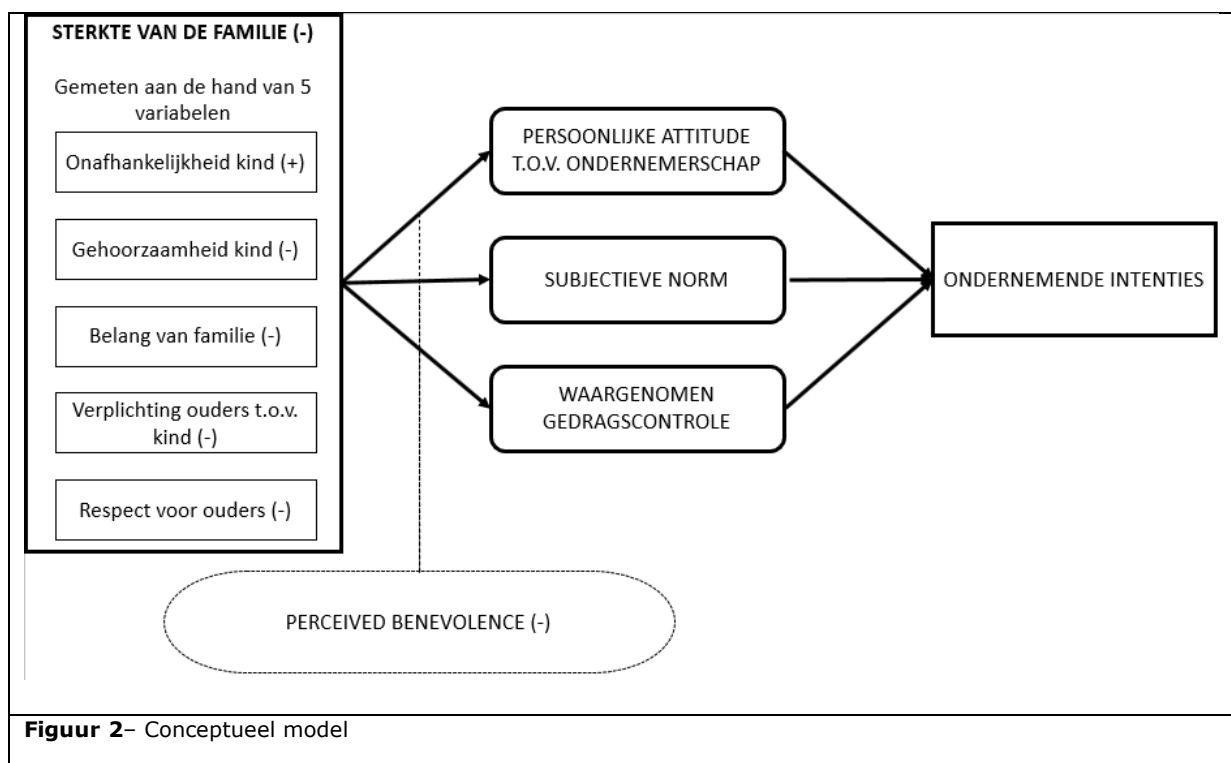 STERKTE VAN DE FAMILIE (-)
Gemeten aan de hand van 5
variabelen
Onafhankelijkheid kind (+)
Gehoorzaamheid kind (-)
Belang van familie (-)
Verplichting ouders t.o.v.
kind (-)
Respect voor ouders (-)
PERSOONLIJKE ATTITUDE
T.O.V. ONDERNEMERSCHAP
SUBJECTIEVE NORM
WAARGENOMEN
GEDRAGSCONTROLE
ONDERNEMENDE INTENTIES
PERCEIVED BENEVOLENCE (-)
Figuur 2– Conceptueel model